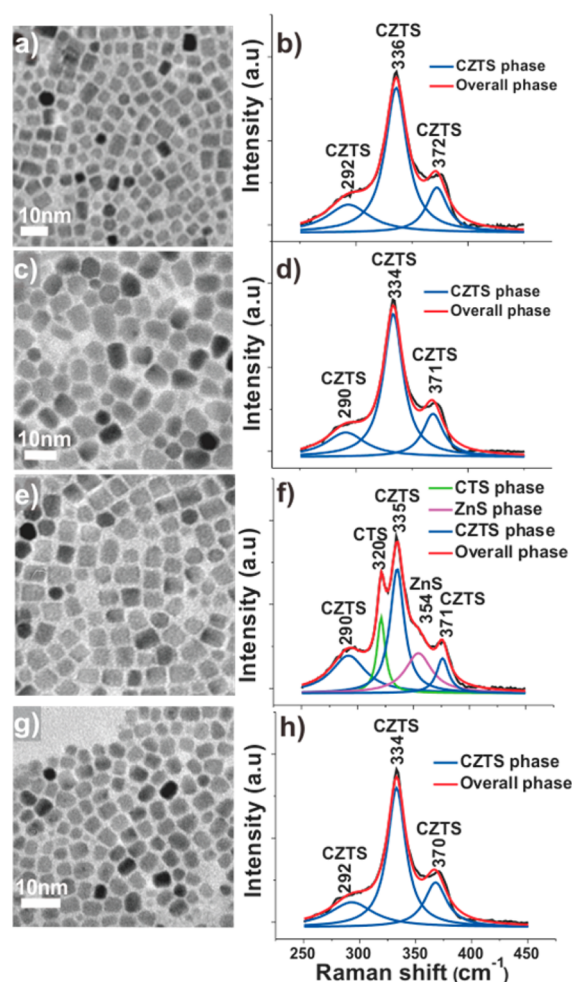 a)
10nm
b)
CZTS
336
CZTS
292
CZTS
372
CZTS phase
Overall phase
Intensity (a.u)
c)
10nm
d)
CZTS
334
CZTS
290
CZTS
371
CZTS phase
Overall phase
Intensity (a.u)
e)
10nm
f)
CZTS
335
CTS
320
CZTS
290
ZnS
354
CZTS
371
CTS phase
ZnS phase
CZTS phase
Overall phase
Intensity (a.u)
g)
10nm
h)
CZTS
334
CZTS
292
CZTS
370
CZTS phase
Overall phase
Intensity (a.u)
250 300 350 400 450
Raman shift (cm⁻¹)